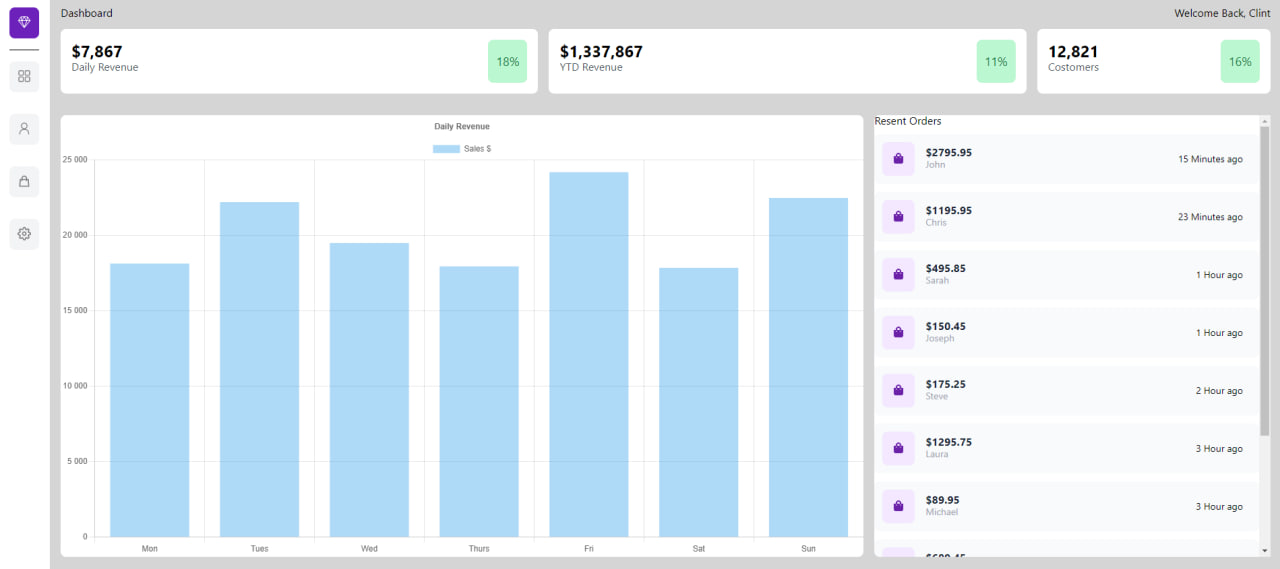 Dashboard
Welcome Back, Clint
$7,867
Daily Revenue
18%
$1,337,867
YTD Revenue
11%
12,821
Costomers
16%
Daily Revenue
Sales $
25 000
20 000
15 000
10 000
5 000
0
Mon Tues Wed Thurs Fri Sat Sun
Resent Orders
$2795.95
John
15 Minutes ago
$1195.95
Chris
23 Minutes ago
$495.85
Sarah
1 Hour ago
$150.45
Joseph
1 Hour ago
$175.25
Steve
2 Hour ago
$1295.75
Laura
3 Hour ago
$89.95
Michael
3 Hour ago